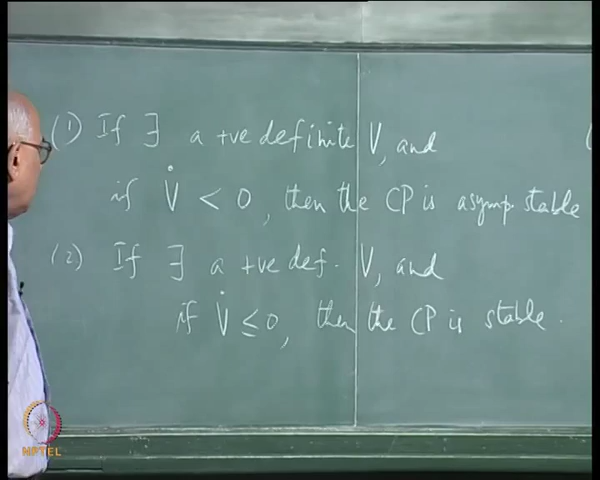 (1) If ∃ a +ve definite V, and
if V̇ < 0, then the CP is asymp. stable
(2) If ∃ a +ve def. V, and
if V̇ ≤ 0, then the CP is stable.
NPTEL